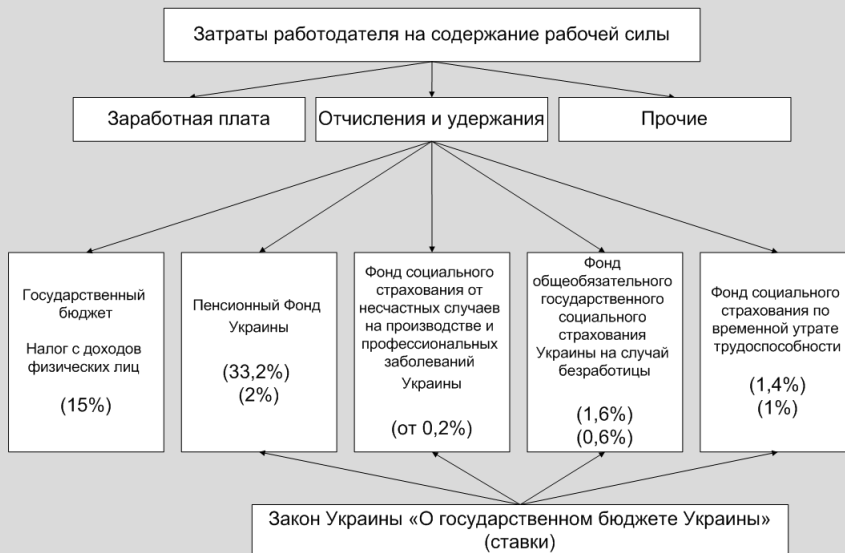 Затраты работодателя на содержание рабочей силы
Заработная плата
Отчисления и удержания
Прочие
Государственный
бюджет
Налог с доходов
физических лиц
(15%)
Пенсионный Фонд
Украины
(33,2%)
(2%)
Фонд социального
страхования от
несчастных случаев
на производстве и
профессиональных
заболеваний
Украины
(от 0,2%)
Фонд
общеобязательного
государственного
социального
страхования
Украины на случай
безработицы
(1,6%)
(0,6%)
Фонд социального
страхования по
временной утрате
трудоспособности
(1,4%)
(1%)
Закон Украины «О государственном бюджете Украины»
(ставки)